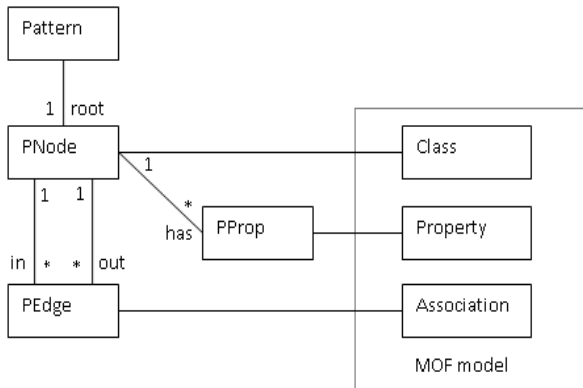 Pattern
1 root
PNode
Class
1 1
1
*
has
PProp
Property
in * * out
PEdge
Association
MOF model